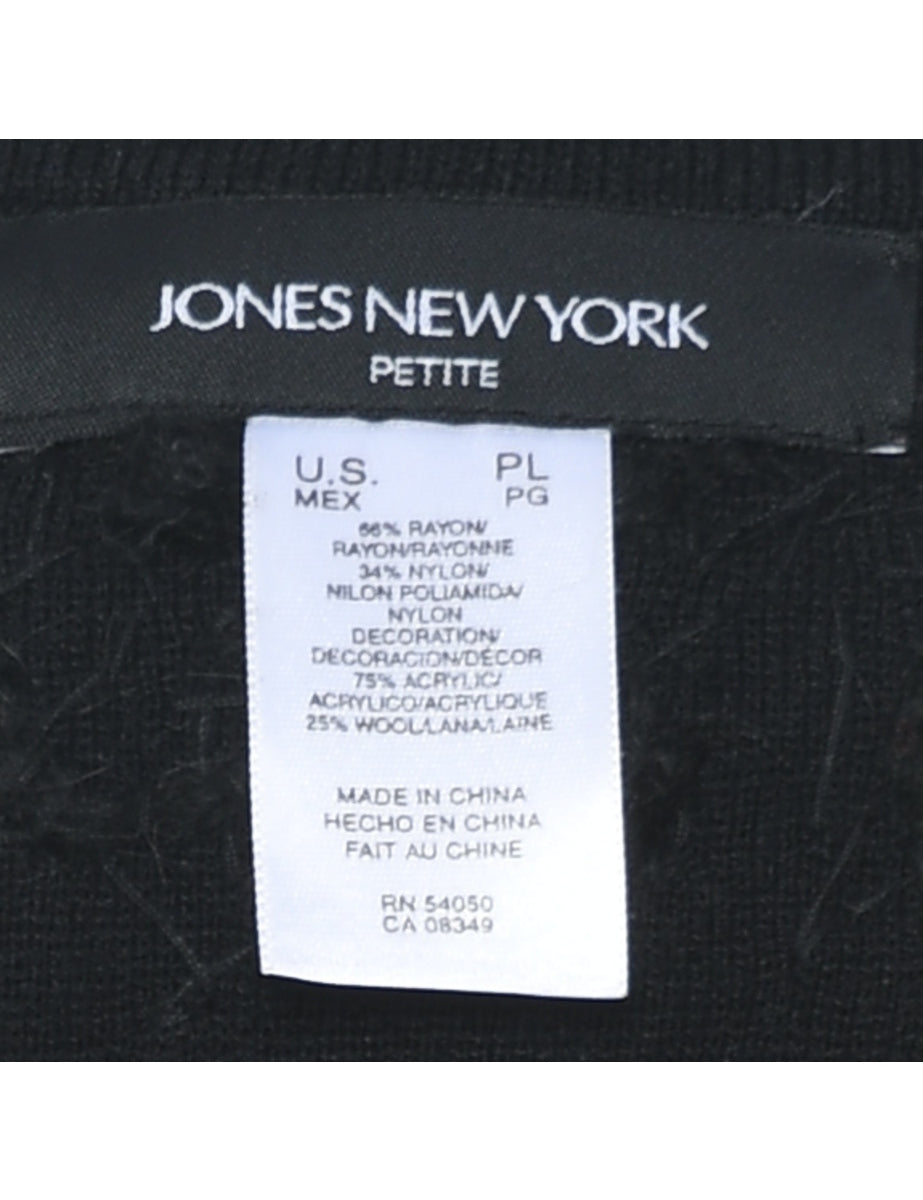 JONES NEW YORK
PETITE
U.S. PL
MEX PG
66% RAYON/
RAYON/RAYONNE
34% NYLON/
NILON POLIAMIDA/
NYLON
DECORATION/
DECORACION/DÉCOR
75% ACRYLIC/
ACRYLICO/ACRYLIQUE
25% WOOL/LANA/LAINE
MADE IN CHINA
HECHO EN CHINA
FAIT AU CHINE
RN 54050
CA 08349